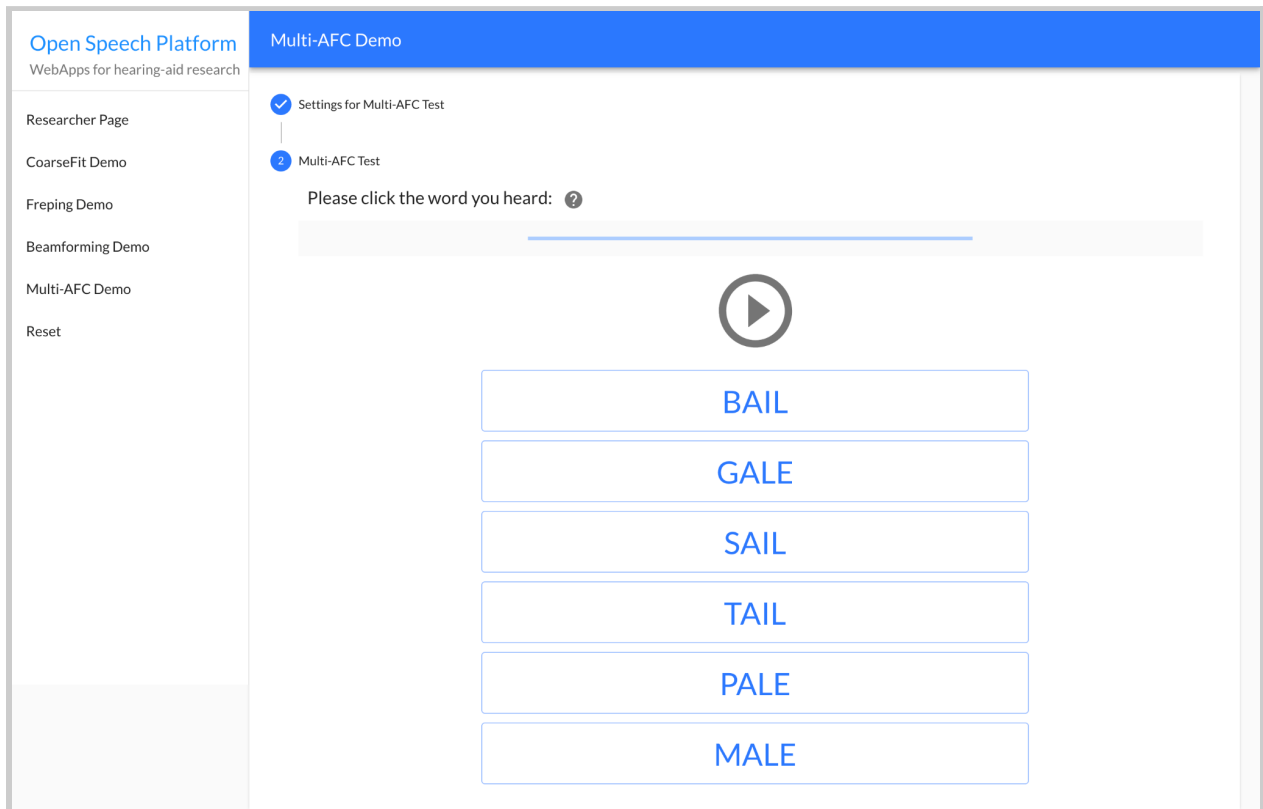 Open Speech Platform
WebApps for hearing-aid research
Researcher Page
CoarseFit Demo
Freping Demo
Beamforming Demo
Multi-AFC Demo
Reset
Multi-AFC Demo
Settings for Multi-AFC Test
2 Multi-AFC Test
Please click the word you heard: ?
BAIL
GALE
SAIL
TAIL
PALE
MALE